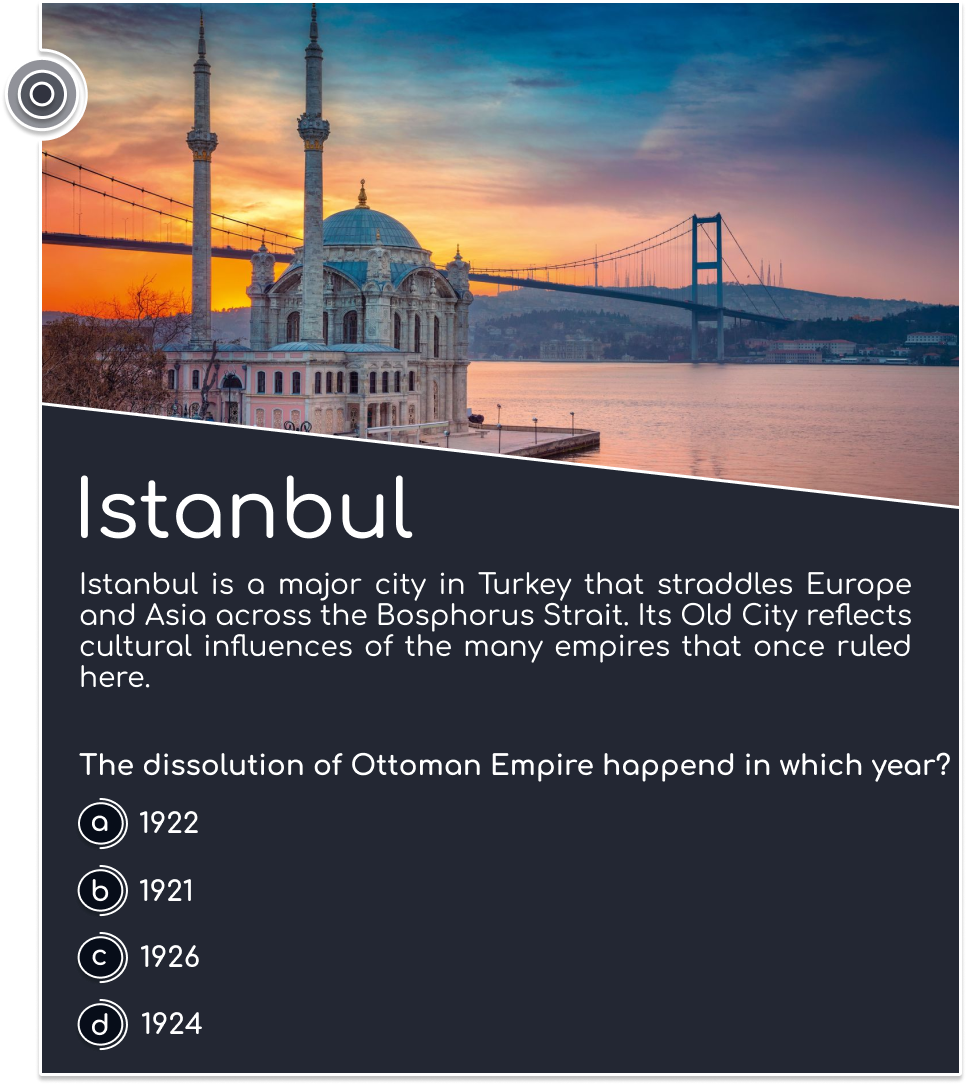 Istanbul
Istanbul is a major city in Turkey that straddles Europe
and Asia across the Bosphorus Strait. Its Old City reflects
cultural influences of the many empires that once ruled
here.
The dissolution of Ottoman Empire happend in which year?
a 1922
b 1921
c 1926
d 1924